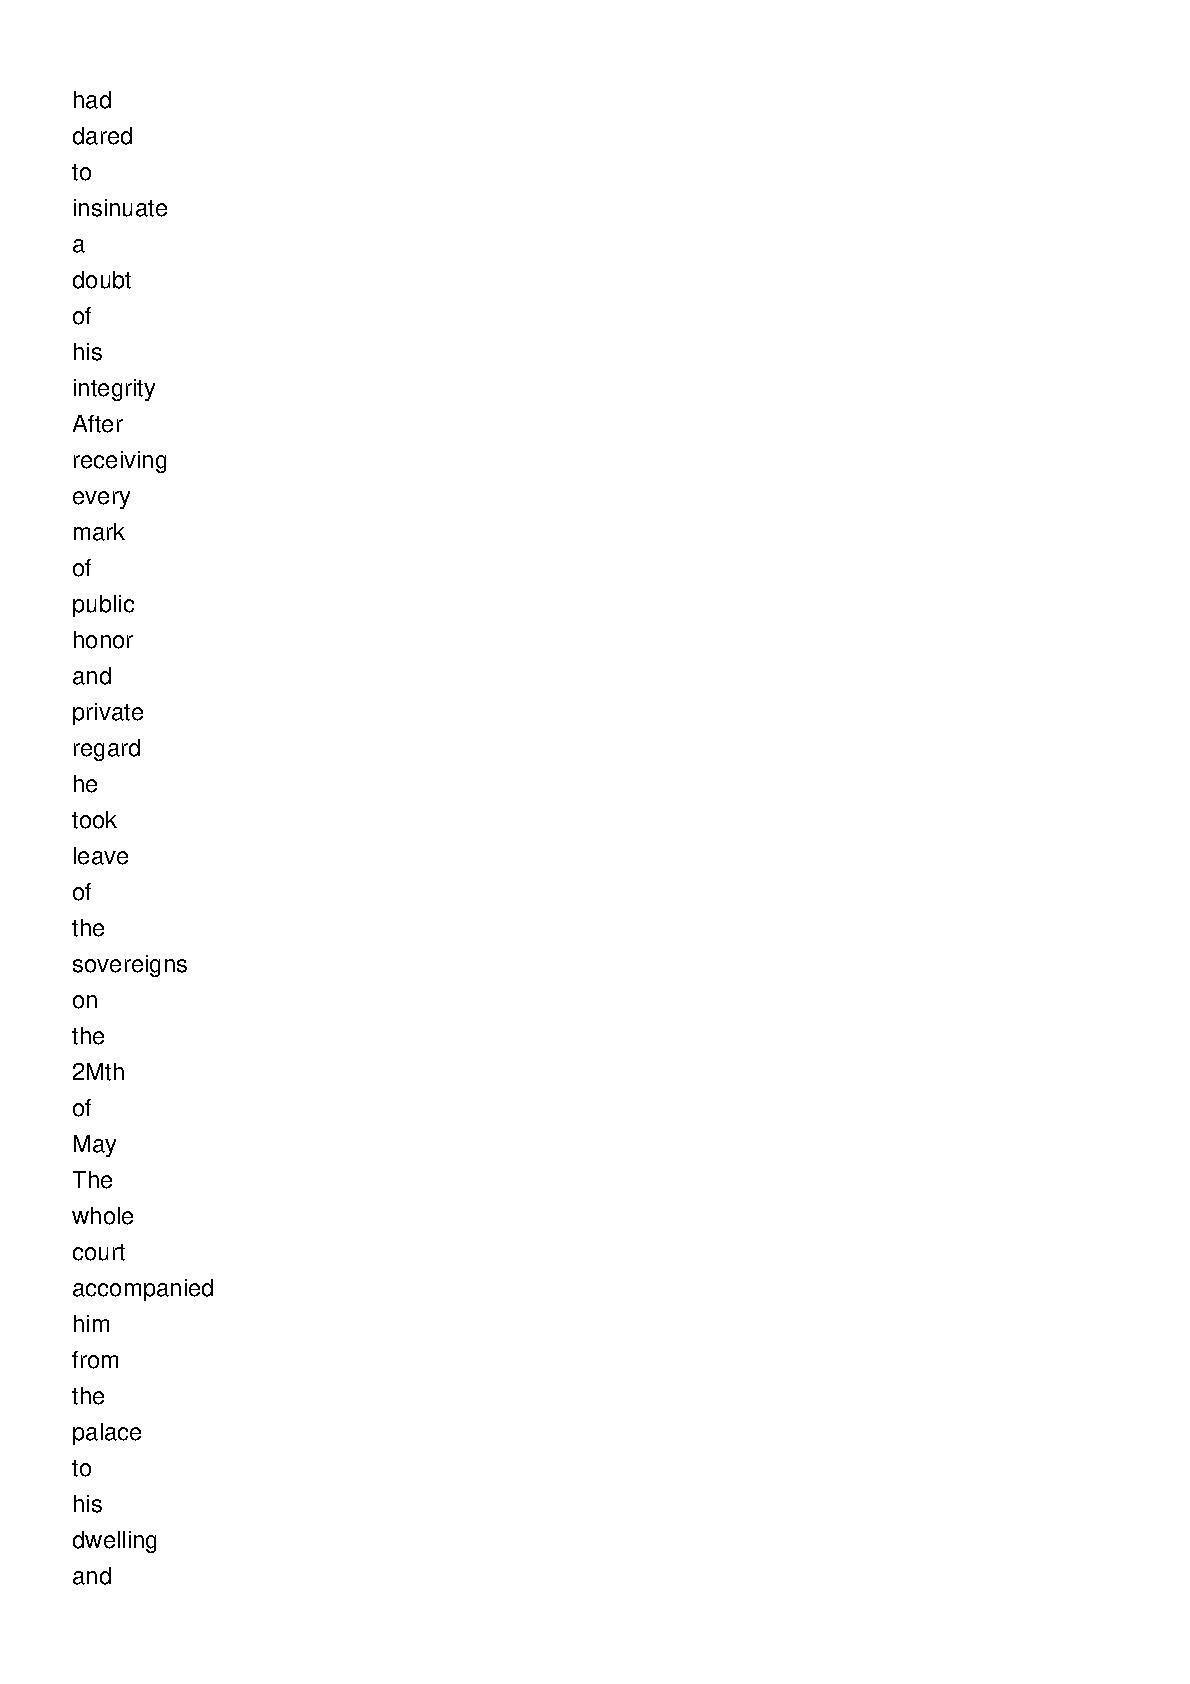 had
dared
to
insinuate
a
doubt
of
his
integrity
After
receiving
every
mark
of
public
honor
and
private
regard
he
took
leave
of
the
sovereigns
on
the
2Mth
of
May
The
whole
court
accompanied
him
from
the
palace
to
his
dwelling
and